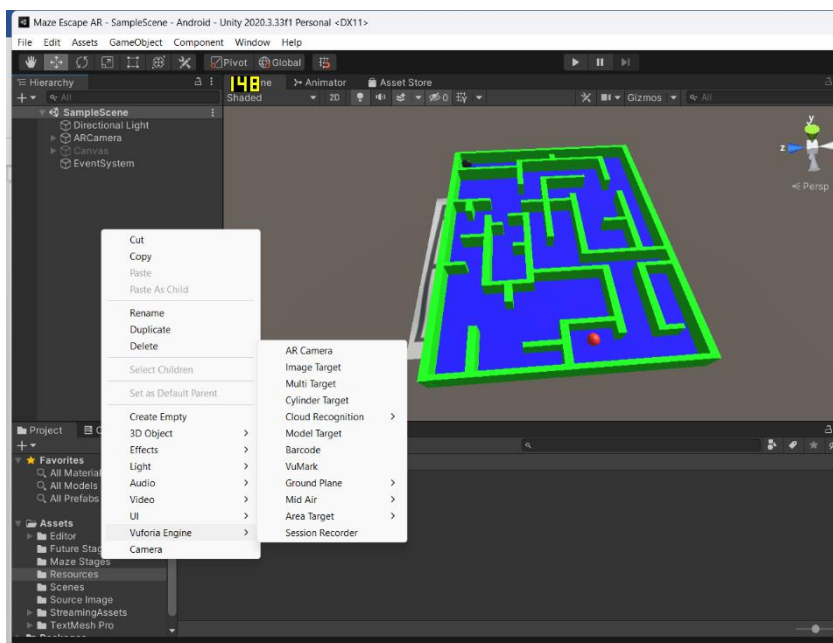 Maze Escape AR - SampleScene - Android - Unity 2020.3.33f1 Personal <DX11>
File Edit Assets GameObject Component Window Help
Pivot Global
Hierarchy
148
Animator
Asset Store
All
Shaded
2D
0
Gizmos
All
SampleScene
Directional Light
ARCamera
Canvas
EventSystem
y
z
Persp
Cut
Copy
Paste
Paste As Child
Rename
Duplicate
Delete
Select Children
Set as Default Parent
Create Empty
3D Object
Effects
Light
Audio
Video
UI
Vuforia Engine
Camera
AR Camera
Image Target
Multi Target
Cylinder Target
Cloud Recognition
Model Target
Barcode
VuMark
Ground Plane
Mid Air
Area Target
Session Recorder
Project
Favorites
All Material
All Models
All Prefabs
Assets
Editor
Future Stag
Maze Stages
Resources
Scenes
Source Image
StreamingAssets
TextMesh Pro